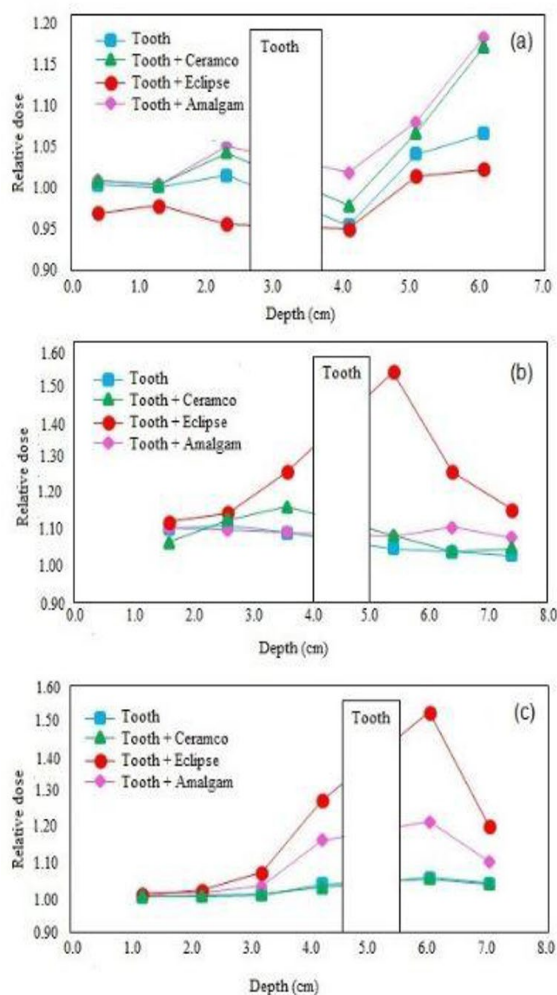 1.20
(a)
Tooth
Tooth
Tooth + Ceramco
Tooth + Eclipse
Tooth + Amalgam
1.15
1.10
1.05
1.00
0.95
0.90
Relative dose
0.0 1.0 2.0 3.0 4.0 5.0 6.0 7.0
Depth (cm)
1.60
(b)
Tooth
Tooth
Tooth + Ceramco
Tooth + Eclipse
Tooth + Amalgam
1.50
1.40
1.30
1.20
1.10
1.00
0.90
Relative dose
0.0 1.0 2.0 3.0 4.0 5.0 6.0 7.0 8.0
Depth (cm)
1.60
(c)
Tooth
Tooth
Tooth + Ceramco
Tooth + Eclipse
Tooth + Amalgam
1.50
1.40
1.30
1.20
1.10
1.00
0.90
Relative dose
0.0 1.0 2.0 3.0 4.0 5.0 6.0 7.0 8.0
Depth (cm)